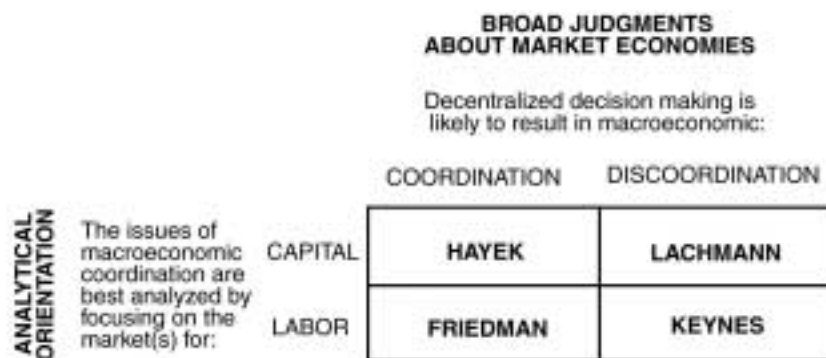 BROAD JUDGMENTS
ABOUT MARKET ECONOMIES
Decentralized decision making is
likely to result in macroeconomic:
COORDINATION DISCOORDINATION
ANALYTICAL
ORIENTATION
The issues of
macroeconomic
coordination are
best analyzed by
focusing on the
market(s) for:
CAPITAL HAYEK LACHMANN
LABOR FRIEDMAN KEYNES